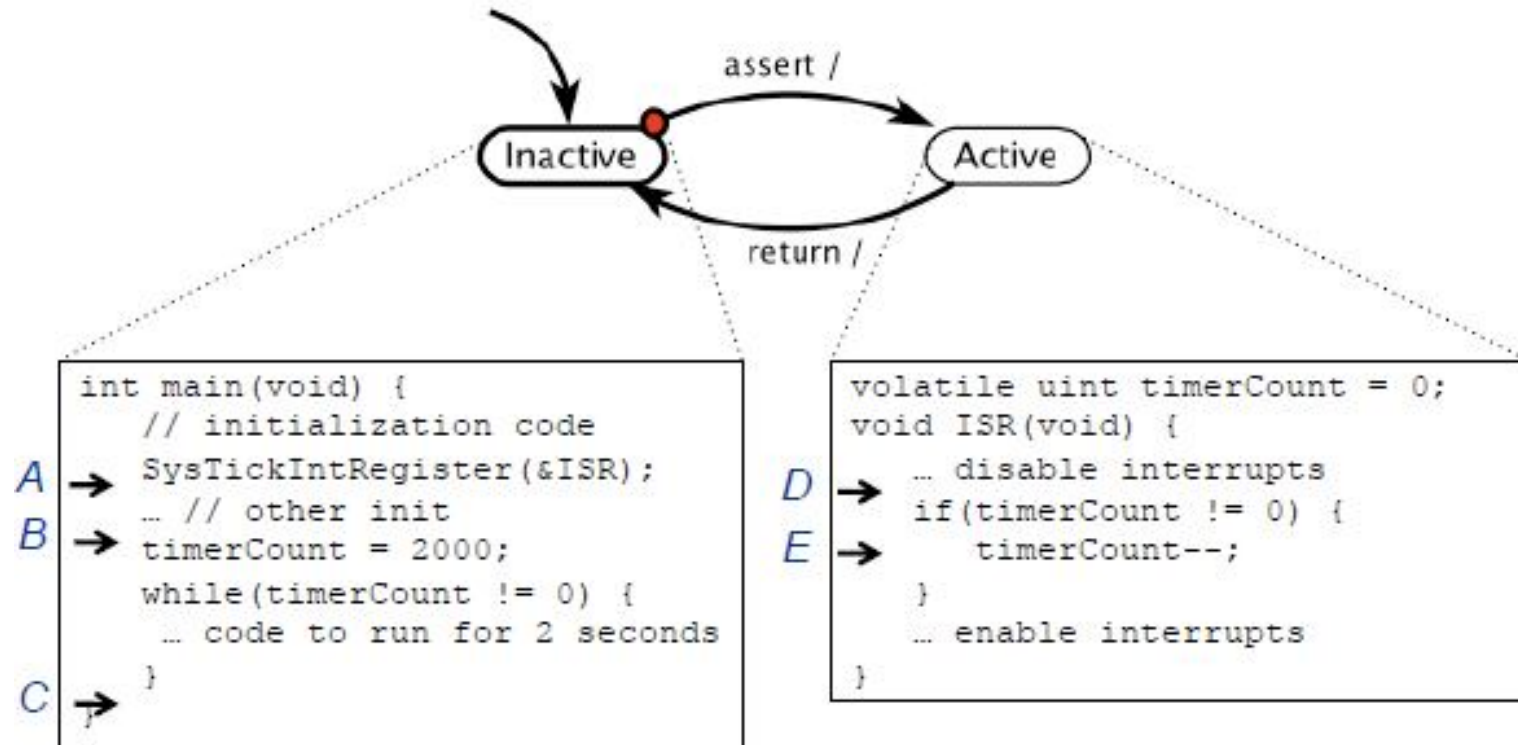 assert /
Inactive
Active
return /
int main(void) {
// initialization code
A SysTickIntRegister(&ISR);
… // other init
B timerCount = 2000;
while(timerCount != 0) {
… code to run for 2 seconds
}
C
}
volatile uint timerCount = 0;
void ISR(void) {
… disable interrupts
D
if(timerCount != 0) {
E timerCount--;
}
… enable interrupts
}